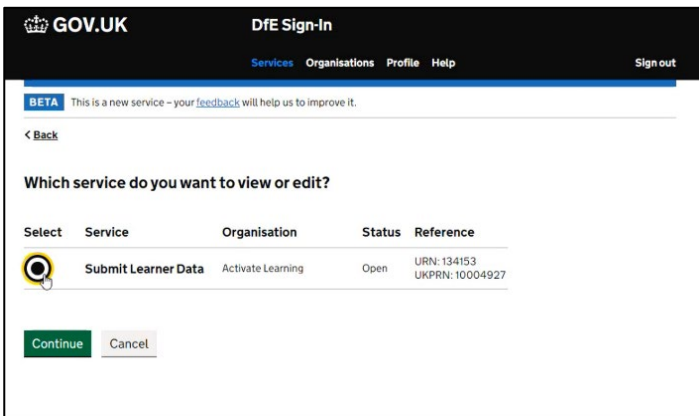 GOV.UK DfE Sign-In
Services Organisations Profile Help Sign out
BETA This is a new service – your feedback will help us to improve it.
< Back
Which service do you want to view or edit?
Select Service Organisation Status Reference
Submit Learner Data Activate Learning Open URN: 134153
UKPRN: 10004927
Continue Cancel